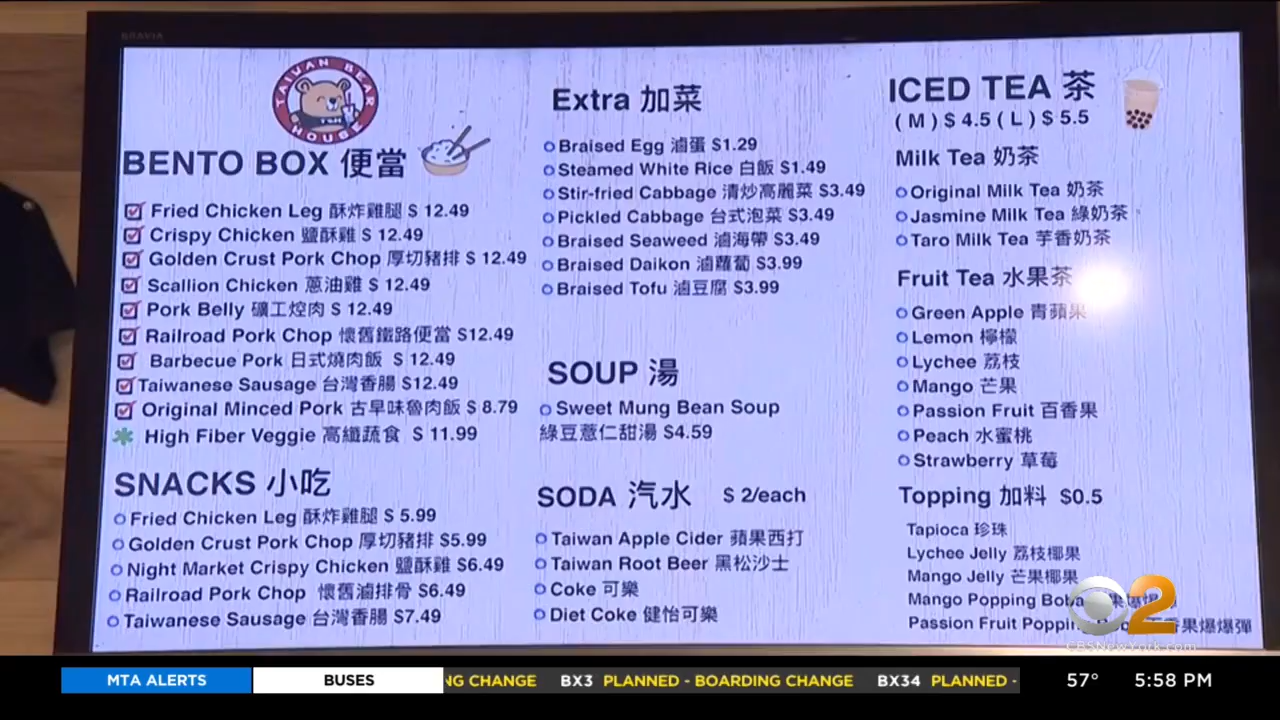 BRAVIA
TAIWAN BEAR HOUSE
BENTO BOX 便當
Fried Chicken Leg 酥炸雞腿 $ 12.49
Crispy Chicken 鹽酥雞 $ 12.49
Golden Crust Pork Chop 厚切豬排 $ 12.49
Scallion Chicken 蔥油雞 $ 12.49
Pork Belly 礦工焢肉 $ 12.49
Railroad Pork Chop 懷舊鐵路便當 $12.49
Barbecue Pork 日式燒肉飯 $ 12.49
Taiwanese Sausage 台灣香腸 $12.49
Original Minced Pork 古早味魯肉飯 $ 8.79
High Fiber Veggie 高纖蔬食 $ 11.99
SNACKS 小吃
Fried Chicken Leg 酥炸雞腿 $ 5.99
Golden Crust Pork Chop 厚切豬排 $5.99
Night Market Crispy Chicken 鹽酥雞 $6.49
Railroad Pork Chop 懷舊滷排骨 $6.49
Taiwanese Sausage 台灣香腸 $7.49
Extra 加菜
Braised Egg 滷蛋 $1.29
Steamed White Rice 白飯 $1.49
Stir-fried Cabbage 清炒高麗菜 $3.49
Pickled Cabbage 台式泡菜 $3.49
Braised Seaweed 滷海帶 $3.49
Braised Daikon 滷蘿蔔 $3.99
Braised Tofu 滷豆腐 $3.99
SOUP 湯
Sweet Mung Bean Soup
綠豆薏仁甜湯 $4.59
SODA 汽水 $ 2/each
Taiwan Apple Cider 蘋果西打
Taiwan Root Beer 黑松沙士
Coke 可樂
Diet Coke 健怡可樂
ICED TEA 茶
( M ) $ 4.5 ( L ) $ 5.5
Milk Tea 奶茶
Original Milk Tea 奶茶
Jasmine Milk Tea 綠奶茶
Taro Milk Tea 芋香奶茶
Fruit Tea 水果茶
Green Apple 青蘋果
Lemon 檸檬
Lychee 荔枝
Mango 芒果
Passion Fruit 百香果
Peach 水蜜桃
Strawberry 草莓
Topping 加料 $0.5
Tapioca 珍珠
Lychee Jelly 荔枝椰果
Mango Jelly 芒果椰果
Mango Popping Boba
Passion Fruit Popping 香果爆爆彈
2
CBSNewYork.com
MTA ALERTS BUSES NG CHANGE BX3 PLANNED - BOARDING CHANGE BX34 PLANNED - 57° 5:58 PM